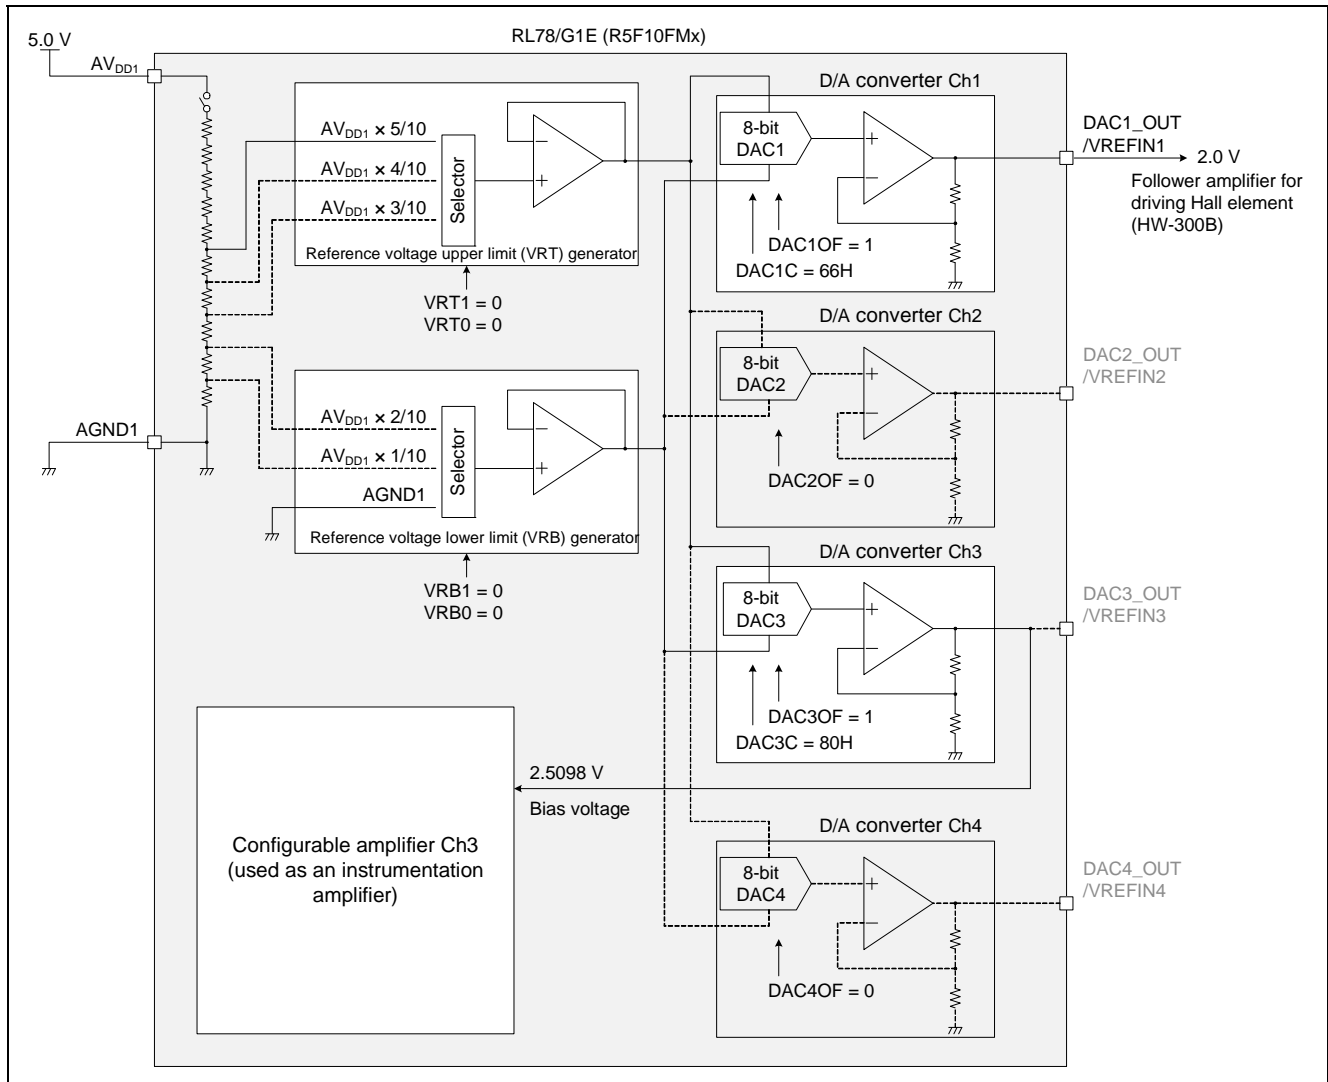 RL78/G1E (R5F10FMx)
5.0 V
AVDD1
AVDD1 × 5/10
AVDD1 × 4/10
AVDD1 × 3/10
Selector
−
+
Reference voltage upper limit (VRT) generator
VRT1 = 0
VRT0 = 0
AGND1
AVDD1 × 2/10
AVDD1 × 1/10
AGND1
Selector
−
+
Reference voltage lower limit (VRB) generator
VRB1 = 0
VRB0 = 0
D/A converter Ch1
8-bit
DAC1
+
−
DAC1OF = 1
DAC1C = 66H
DAC1_OUT
/VREFIN1
2.0 V
Follower amplifier for
driving Hall element
(HW-300B)
D/A converter Ch2
8-bit
DAC2
+
−
DAC2OF = 0
DAC2_OUT
/VREFIN2
D/A converter Ch3
8-bit
DAC3
+
−
DAC3OF = 1
DAC3C = 80H
DAC3_OUT
/VREFIN3
2.5098 V
Bias voltage
Configurable amplifier Ch3
(used as an instrumentation
amplifier)
D/A converter Ch4
8-bit
DAC4
+
−
DAC4OF = 0
DAC4_OUT
/VREFIN4